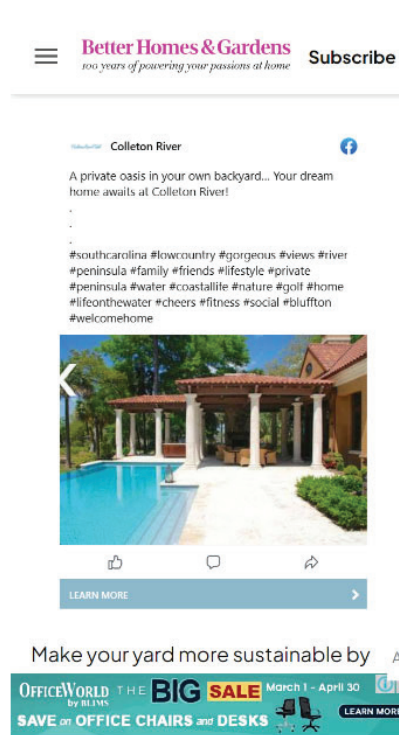 Better Homes & Gardens
100 years of powering your passions at home
Subscribe
Colleton River
A private oasis in your own backyard... Your dream
home awaits at Colleton River!
.
.
.
#southcarolina #lowcountry #gorgeous #views #river
#peninsula #family #friends #lifestyle #private
#peninsula #water #coastallife #nature #golf #home
#lifeonthewater #cheers #fitness #social #bluffton
#welcomehome
LEARN MORE
Make your yard more sustainable by
OFFICEWORLD THE BIG SALE March 1 - April 30
by BLIMS
SAVE on OFFICE CHAIRS and DESKS
LEARN MORE